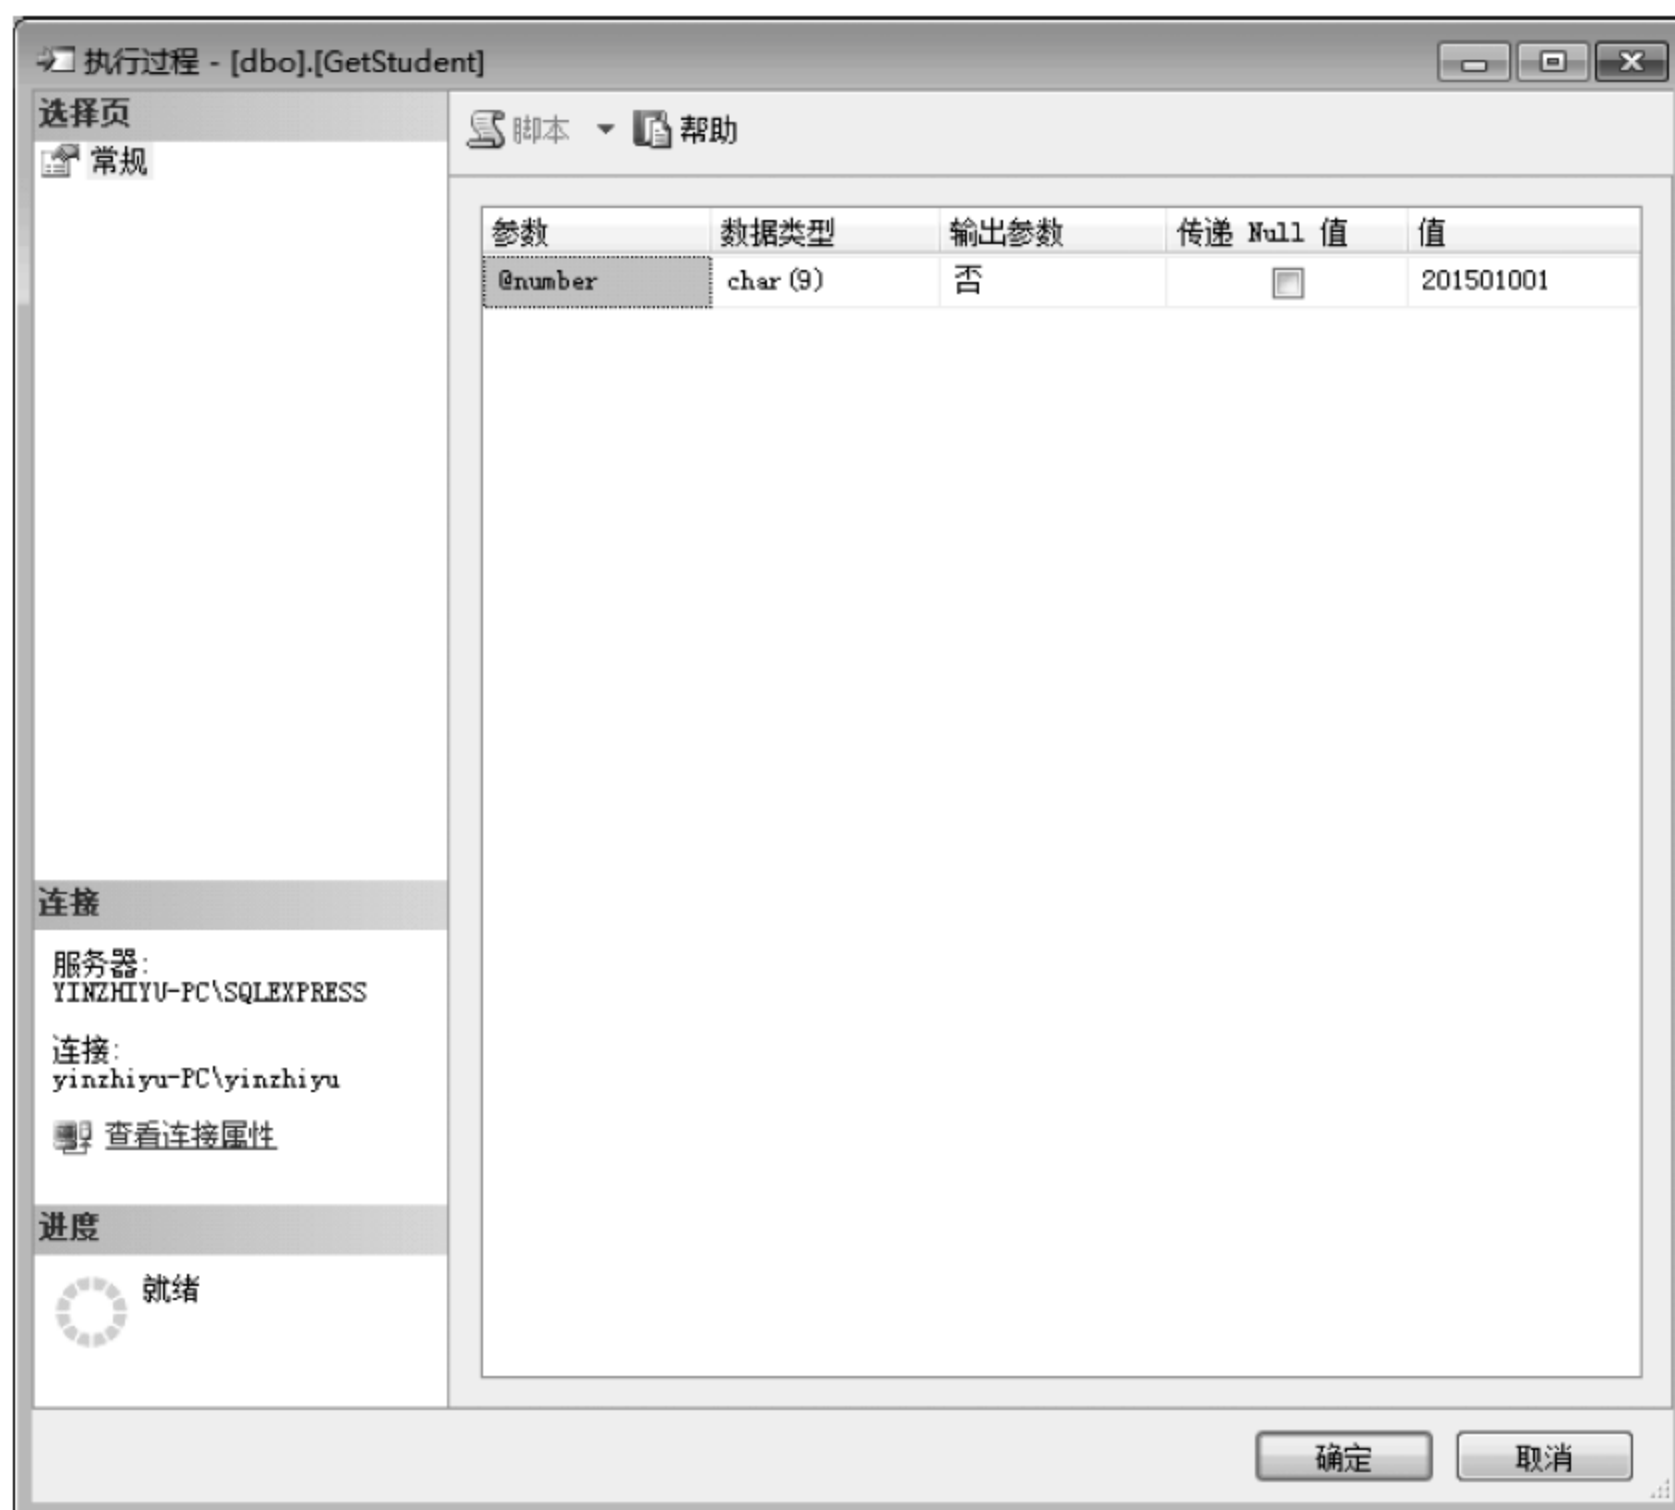 执行过程 - [dbo].[GetStudent]
选择页
常规
脚本 帮助
参数 数据类型 输出参数 传递 Null 值 值
@number char(9) 否 201501001
连接
服务器:
YINZHIYU-PC\SQLEXPRESS
连接:
yinzhiyu-PC\yinzhiyu
查看连接属性
进度
就绪
确定 取消